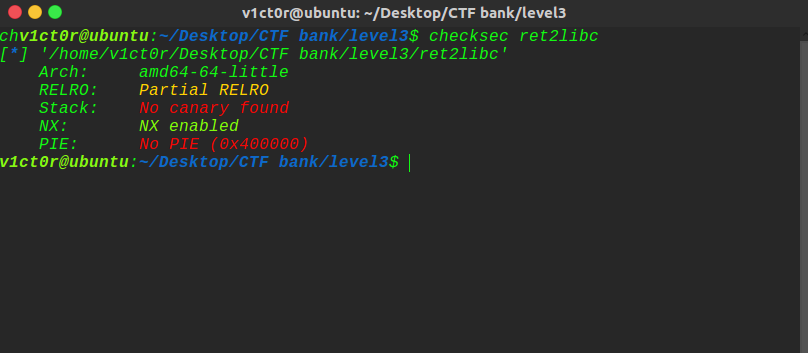 v1ct0r@ubuntu: ~/Desktop/CTF bank/level3
chv1ct0r@ubuntu:~/Desktop/CTF bank/level3$ checksec ret2libc
[*] '/home/v1ct0r/Desktop/CTF bank/level3/ret2libc'
Arch: amd64-64-little
RELRO: Partial RELRO
Stack: No canary found
NX: NX enabled
PIE: No PIE (0x400000)
v1ct0r@ubuntu:~/Desktop/CTF bank/level3$